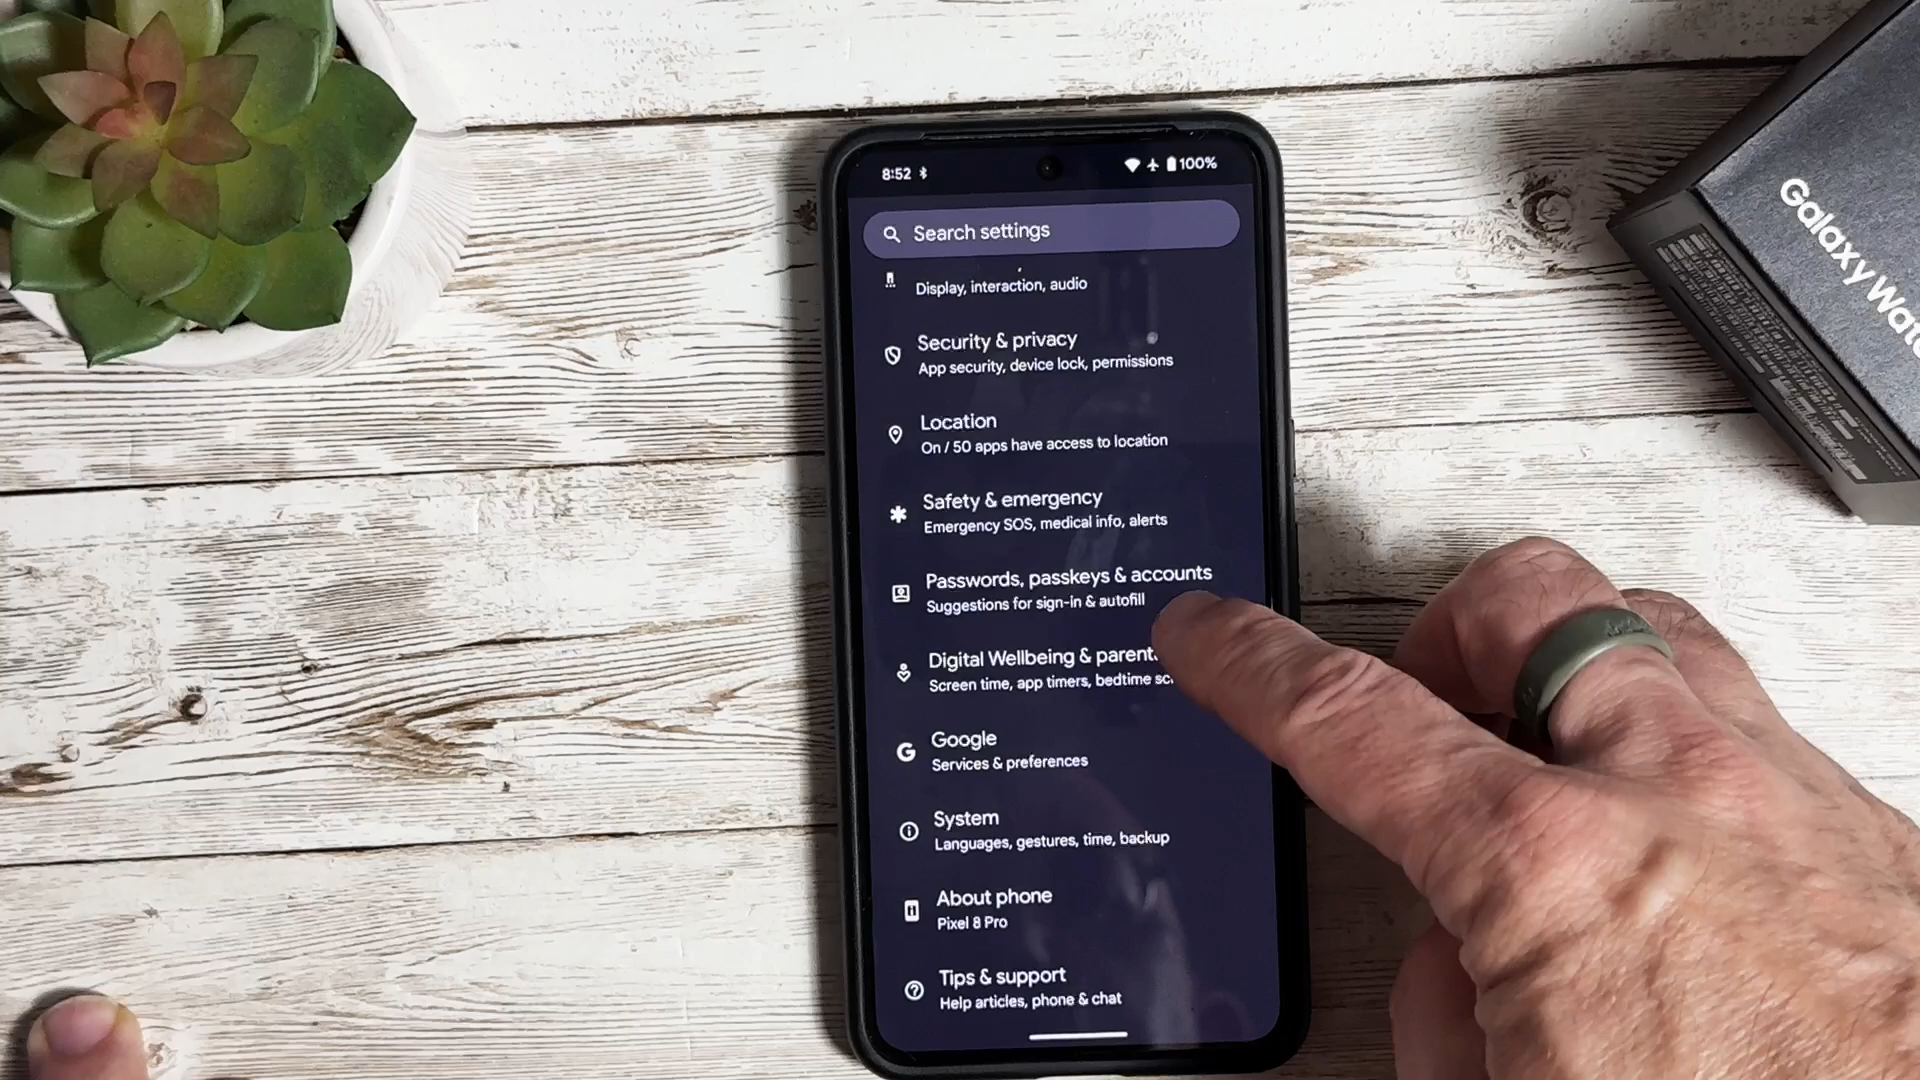 8:52
100%
Search settings
Display, interaction, audio
Security & privacy
App security, device lock, permissions
Location
On / 50 apps have access to location
Safety & emergency
Emergency SOS, medical info, alerts
Passwords, passkeys & accounts
Suggestions for sign-in & autofill
Digital Wellbeing & parent
Screen time, app timers, bedtime sc
Google
Services & preferences
System
Languages, gestures, time, backup
About phone
Pixel 8 Pro
Tips & support
Help articles, phone & chat
Galaxy Watc